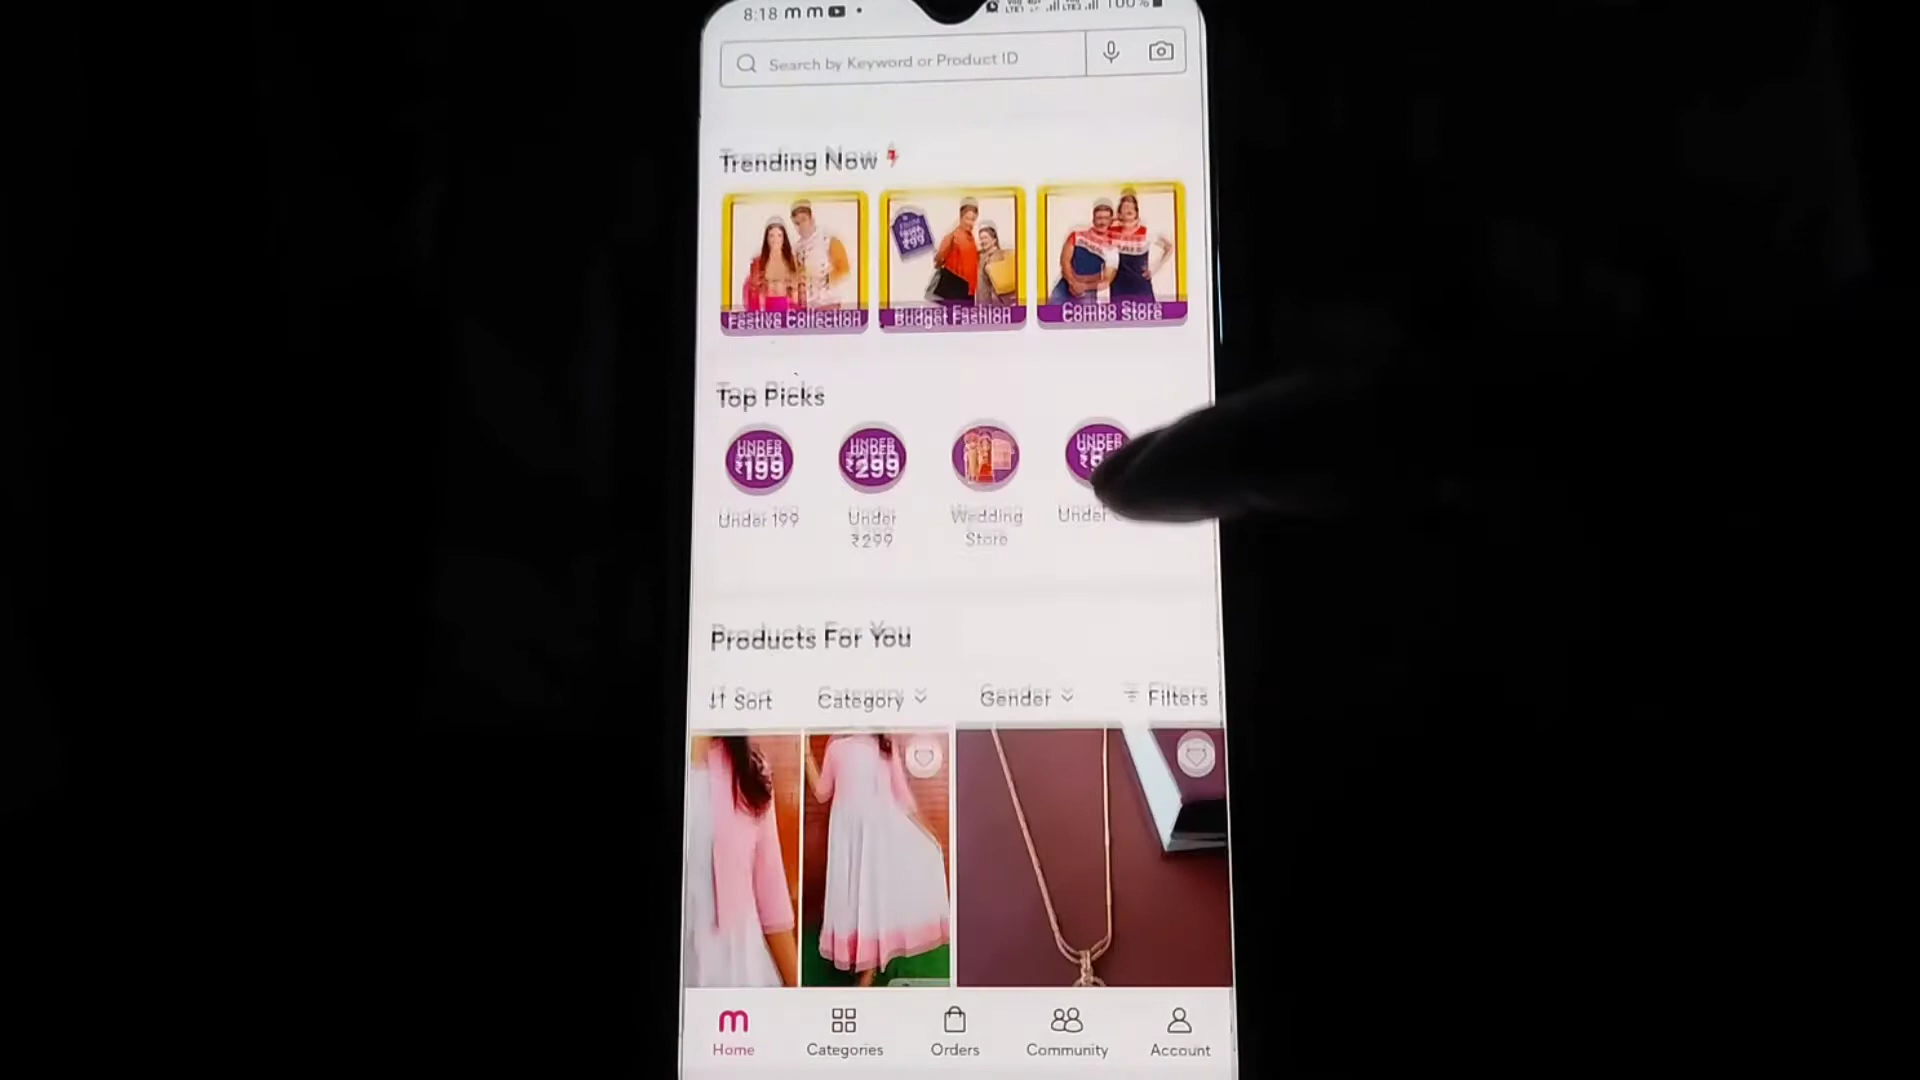 8:18
100%
Search by Keyword or Product ID
Trending Now
Festive Collection
Budget Fashion
Combo Store
Top Picks
UNDER ₹199
UNDER ₹299
UNDER
Under 199
Under ₹299
Wedding Store
Under
Products For You
Sort
Category
Gender
Filters
m
Home
Categories
Orders
Community
Account